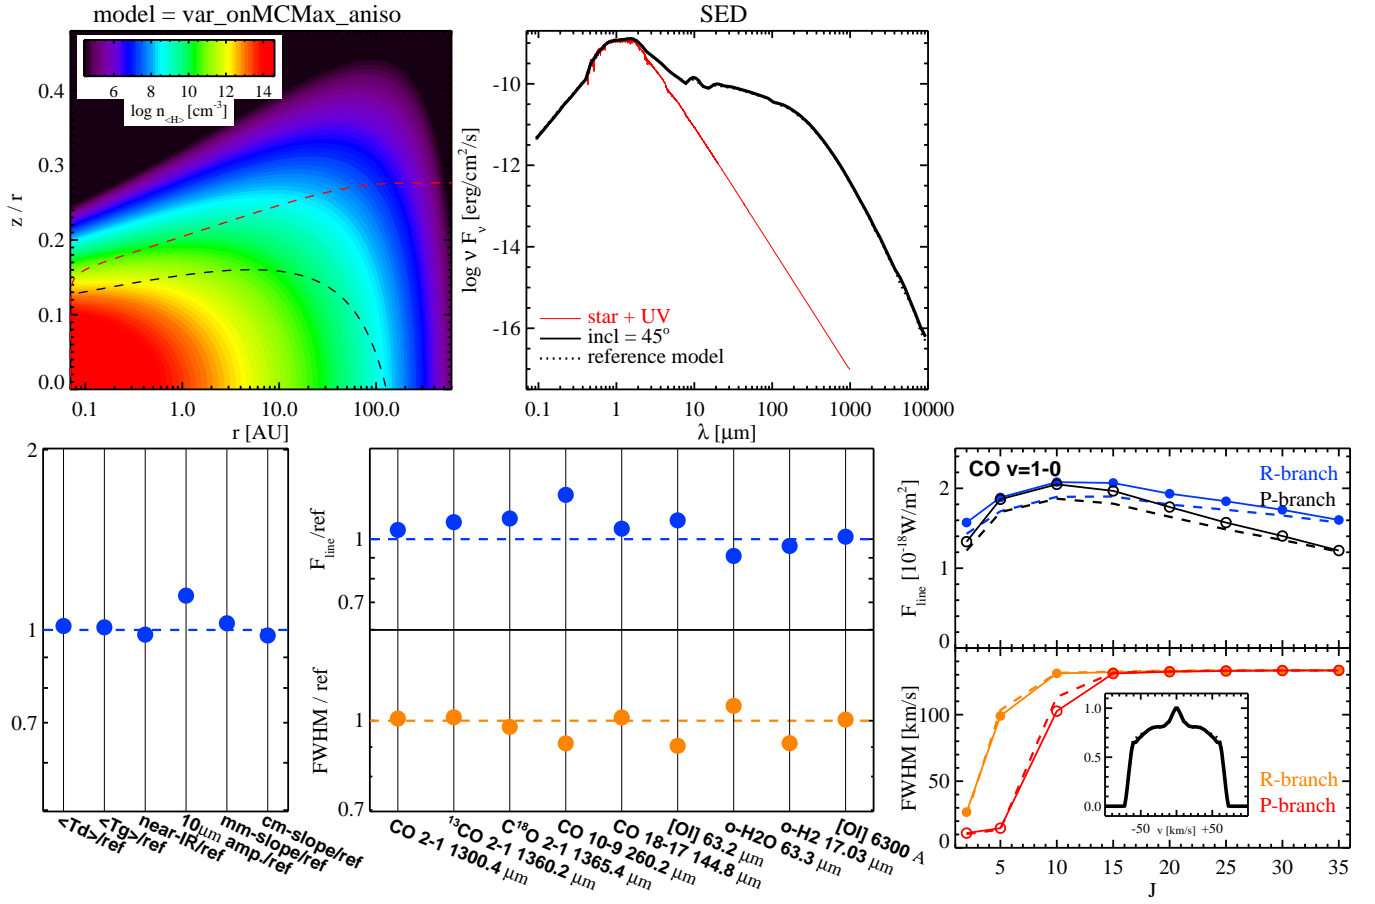 model = var_onMCMax_aniso
6 8 10 12 14
log n<H> [cm-3]
z / r
0.4
0.3
0.2
0.1
0.0
0.1 1.0 10.0 100.0
r [AU]
SED
log ν Fν [erg/cm2/s]
-10
-12
-14
-16
star + UV
incl = 45o
reference model
0.1 1 10 100 1000 10000
λ [μm]
2
1
0.7
<Td>/ref
<Tg>/ref
near-IR/ref
10μm amp./ref
mm-slope/ref
cm-slope/ref
Fline/ref
1
0.7
FWHM / ref
1
0.7
CO 2-1 1300.4 μm
13CO 2-1 1360.2 μm
C18O 2-1 1365.4 μm
CO 10-9 260.2 μm
CO 18-17 144.8 μm
[OI] 63.2 μm
o-H2O 63.3 μm
o-H2 17.03 μm
[OI] 6300 A
CO v=1-0
R-branch
P-branch
Fline [10-18W/m2]
2
1
0
FWHM [km/s]
100
50
0
1.0
0.5
0.0
-50 v [km/s] +50
R-branch
P-branch
5 10 15 20 25 30 35
J